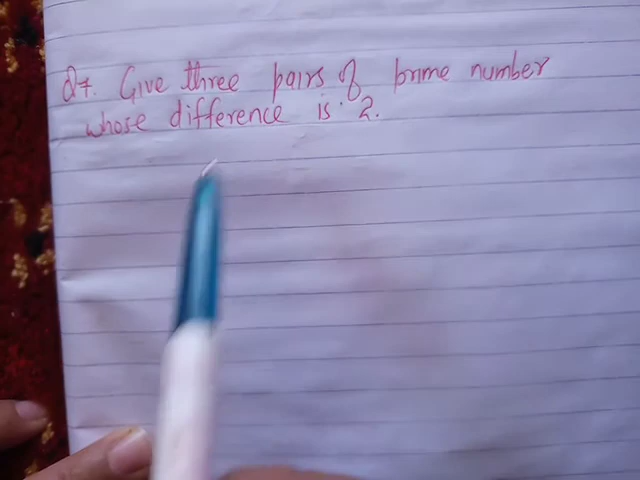 Q7. Give three pairs of prime number
whose difference is 2.